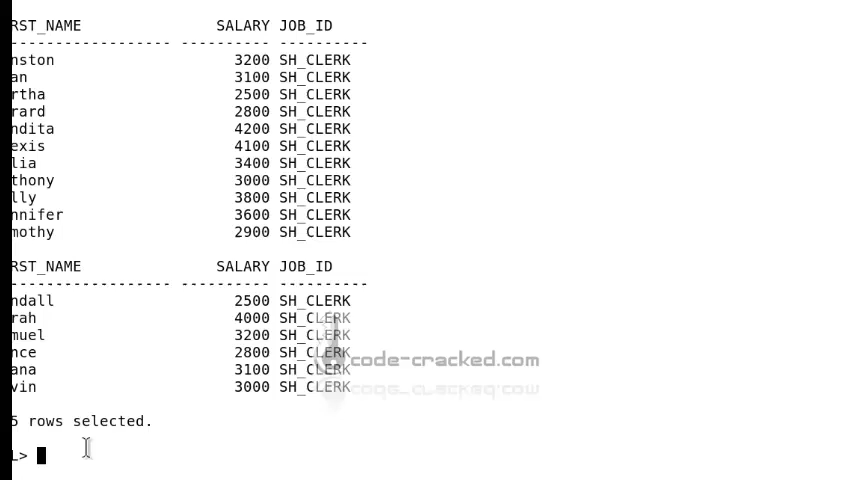 RST_NAME SALARY JOB_ID
------------------ ---------- ----------
nston 3200 SH_CLERK
an 3100 SH_CLERK
rtha 2500 SH_CLERK
rard 2800 SH_CLERK
ndita 4200 SH_CLERK
exis 4100 SH_CLERK
lia 3400 SH_CLERK
thony 3000 SH_CLERK
lly 3800 SH_CLERK
nnifer 3600 SH_CLERK
mothy 2900 SH_CLERK
RST_NAME SALARY JOB_ID
------------------ ---------- ----------
ndall 2500 SH_CLERK
rah 4000 SH_CLERK
muel 3200 SH_CLERK
nce 2800 SH_CLERK
ana 3100 SH_CLERK
vin 3000 SH_CLERK
code-cracked.com
5 rows selected.
L>